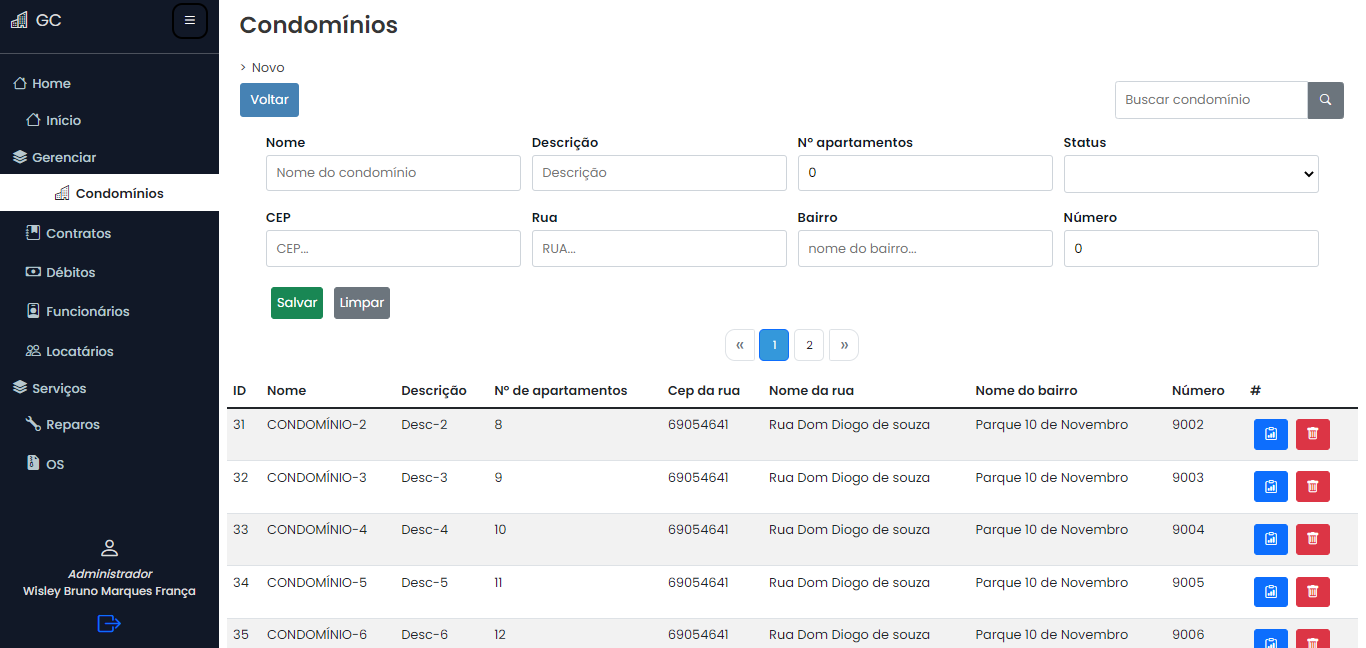 GC
Home
Início
Gerenciar
Condomínios
Contratos
Débitos
Funcionários
Locatários
Serviços
Reparos
OS
Administrador
Wisley Bruno Marques França
Condomínios
> Novo
Voltar
Buscar condomínio
Nome Descrição Nº apartamentos Status
Nome do condomínio Descrição 0
CEP Rua Bairro Número
CEP... RUA... nome do bairro... 0
Salvar Limpar
« 1 2 »
ID Nome Descrição Nº de apartamentos Cep da rua Nome da rua Nome do bairro Número #
31 CONDOMÍNIO-2 Desc-2 8 69054641 Rua Dom Diogo de souza Parque 10 de Novembro 9002
32 CONDOMÍNIO-3 Desc-3 9 69054641 Rua Dom Diogo de souza Parque 10 de Novembro 9003
33 CONDOMÍNIO-4 Desc-4 10 69054641 Rua Dom Diogo de souza Parque 10 de Novembro 9004
34 CONDOMÍNIO-5 Desc-5 11 69054641 Rua Dom Diogo de souza Parque 10 de Novembro 9005
35 CONDOMÍNIO-6 Desc-6 12 69054641 Rua Dom Diogo de souza Parque 10 de Novembro 9006